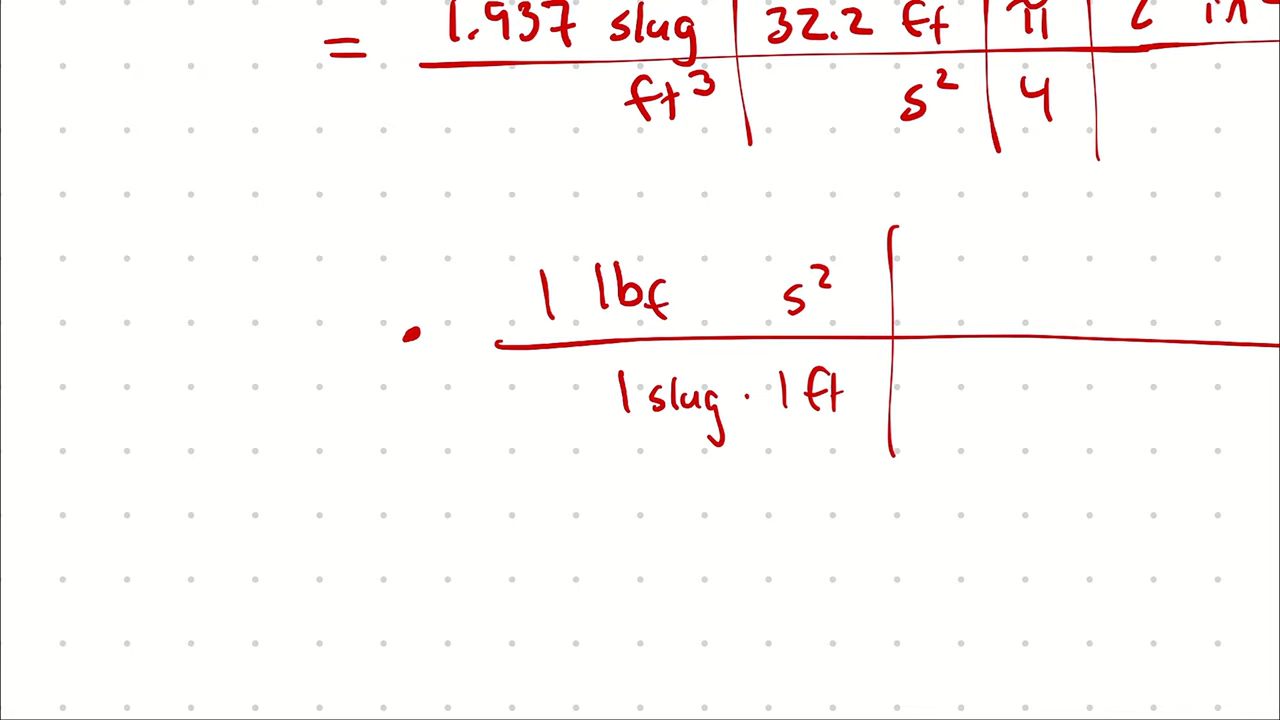 = 1.937 slug | 32.2 ft | π |
ft³ | s² | 4 |
· 1 lbf s² |
1 slug · 1 ft |